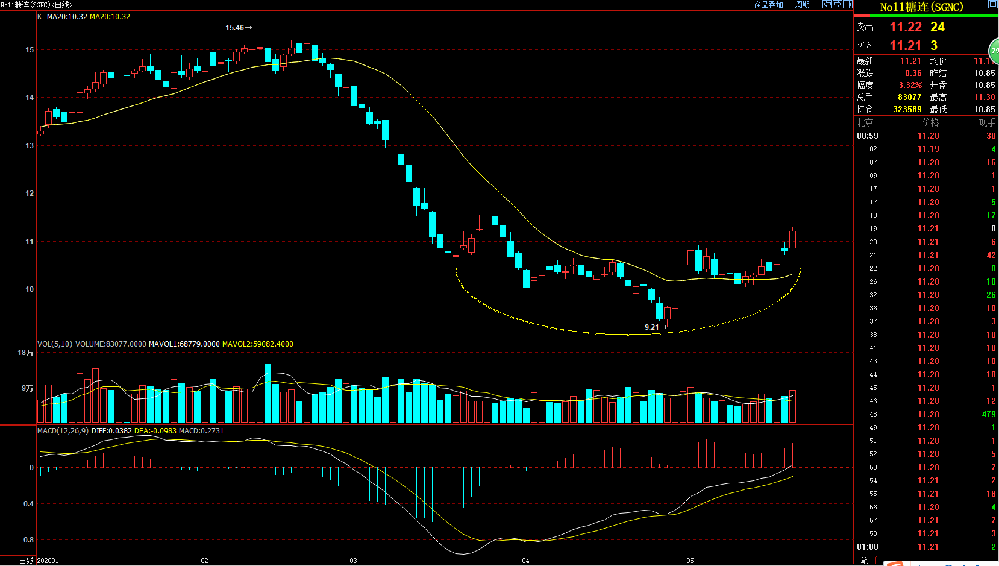 No11糖连(SGNC)<日线>
商品叠加 周期
K MA20:10.32 MA20:10.32
15.46
15
14
13
12
11
10
9.21
VOL(5,10) VOLUME:83077.0000 MAVOL1:68779.0000 MAVOL2:59082.4000
18万
9万
MACD(12,26,9) DIFF:0.0382 DEA:-0.0983 MACD:0.2731
0
-0.4
-0.8
日线 202001 02 03 04 05
No11糖连(SGNC)
卖出 11.22 24
买入 11.21 3
79
最新 11.21 均价 11.1
涨跌 0.36 昨结 10.85
幅度 3.32% 开盘 10.85
总手 83077 最高 11.30
持仓 323589 最低 10.85
北京 价格 现手
00:59 11.20 30
:02 11.19 4
:07 11.20 16
:09 11.20 1
:17 11.20 1
:17 11.20 5
:18 11.20 17
:19 11.21 0
:20 11.21 6
:21 11.21 42
:22 11.20 8
:26 11.20 10
:32 11.20 26
:36 11.20 10
:37 11.20 3
:38 11.20 10
:41 11.20 10
:43 11.20 10
:44 11.20 10
:45 11.20 1
:46 11.20 12
:48 11.20 479
:49 11.20 1
:51 11.20 1
:52 11.20 5
:53 11.20 7
:54 11.21 2
:55 11.21 18
:56 11.20 4
:57 11.21 7
:58 11.21 3
01:00 11.21 2
笔